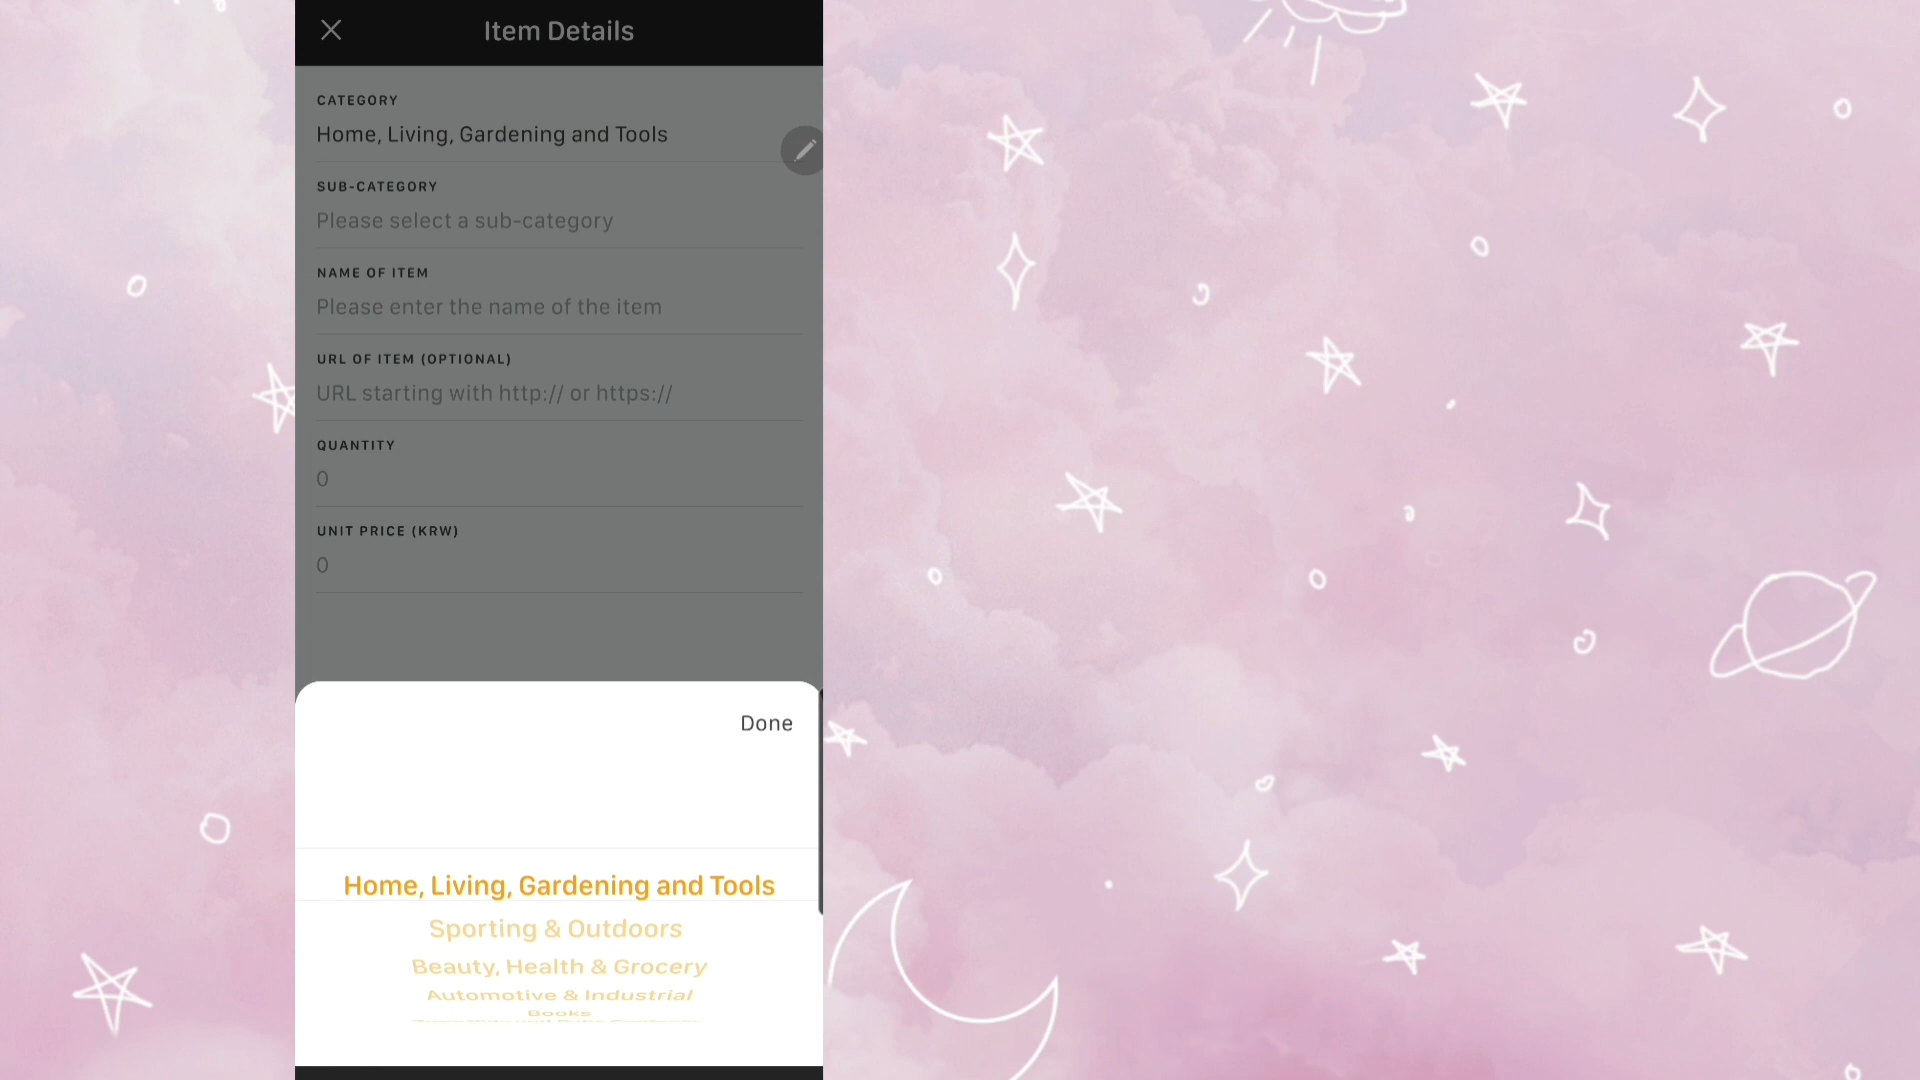 Item Details
CATEGORY
Home, Living, Gardening and Tools
SUB-CATEGORY
Please select a sub-category
NAME OF ITEM
Please enter the name of the item
URL OF ITEM (OPTIONAL)
URL starting with http:// or https://
QUANTITY
0
UNIT PRICE (KRW)
0
Done
Home, Living, Gardening and Tools
Sporting & Outdoors
Beauty, Health & Grocery
Automotive & Industrial
Books